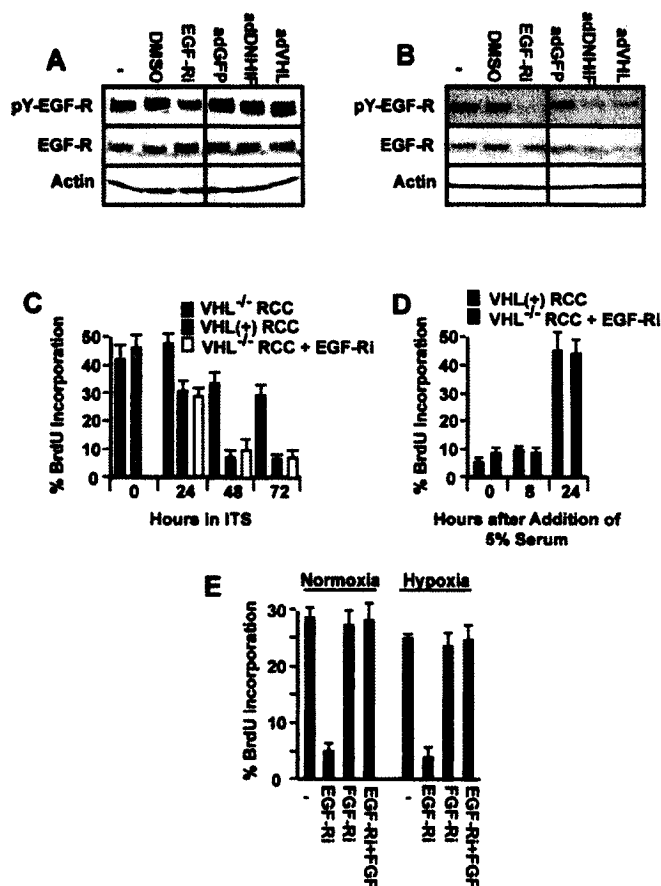 A
-
DMSO
EGF-Ri
adGFP
adDNHIF
adVHL
pY-EGF-R
EGF-R
Actin
B
-
DMSO
EGF-Ri
adGFP
adDNHIF
adVHL
pY-EGF-R
EGF-R
Actin
C
VHL-/- RCC
VHL(+) RCC
VHL-/- RCC + EGF-Ri
% BrdU Incorporation
50
40
30
20
10
0
0 24 48 72
Hours in ITS
D
VHL(+) RCC
VHL-/- RCC + EGF-Ri
% BrdU Incorporation
50
40
30
20
10
0
0 8 24
Hours after Addition of
5% Serum
E
Normoxia Hypoxia
% BrdU Incorporation
30
20
10
0
-
EGF-Ri
FGF-Ri
EGF-Ri+FGF
-
EGF-Ri
FGF-Ri
EGF-Ri+FGF